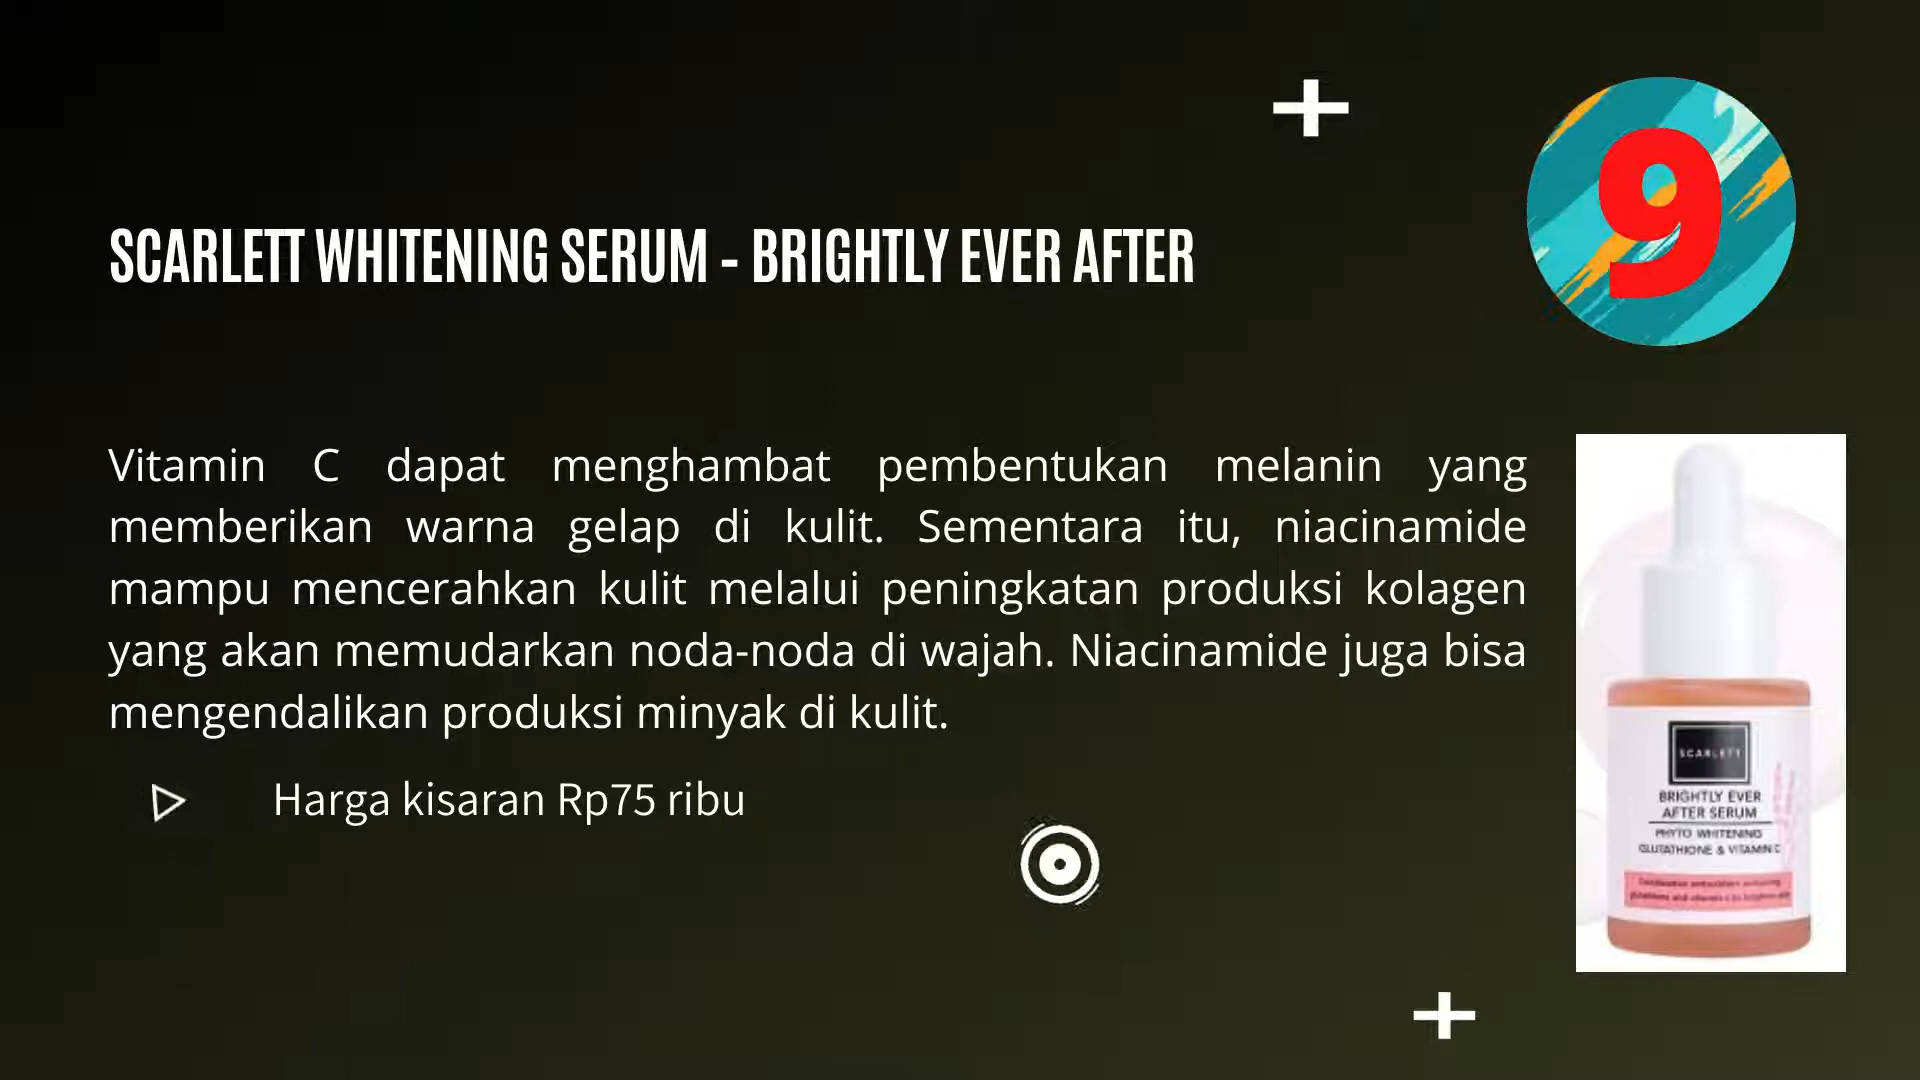 9
SCARLETT WHITENING SERUM - BRIGHTLY EVER AFTER
Vitamin C dapat menghambat pembentukan melanin yang
memberikan warna gelap di kulit. Sementara itu, niacinamide
mampu mencerahkan kulit melalui peningkatan produksi kolagen
yang akan memudarkan noda-noda di wajah. Niacinamide juga bisa
mengendalikan produksi minyak di kulit.
Harga kisaran Rp75 ribu
SCARLETT
BRIGHTLY EVER
AFTER SERUM
PHYTO WHITENING
GLUTATHIONE & VITAMIN C